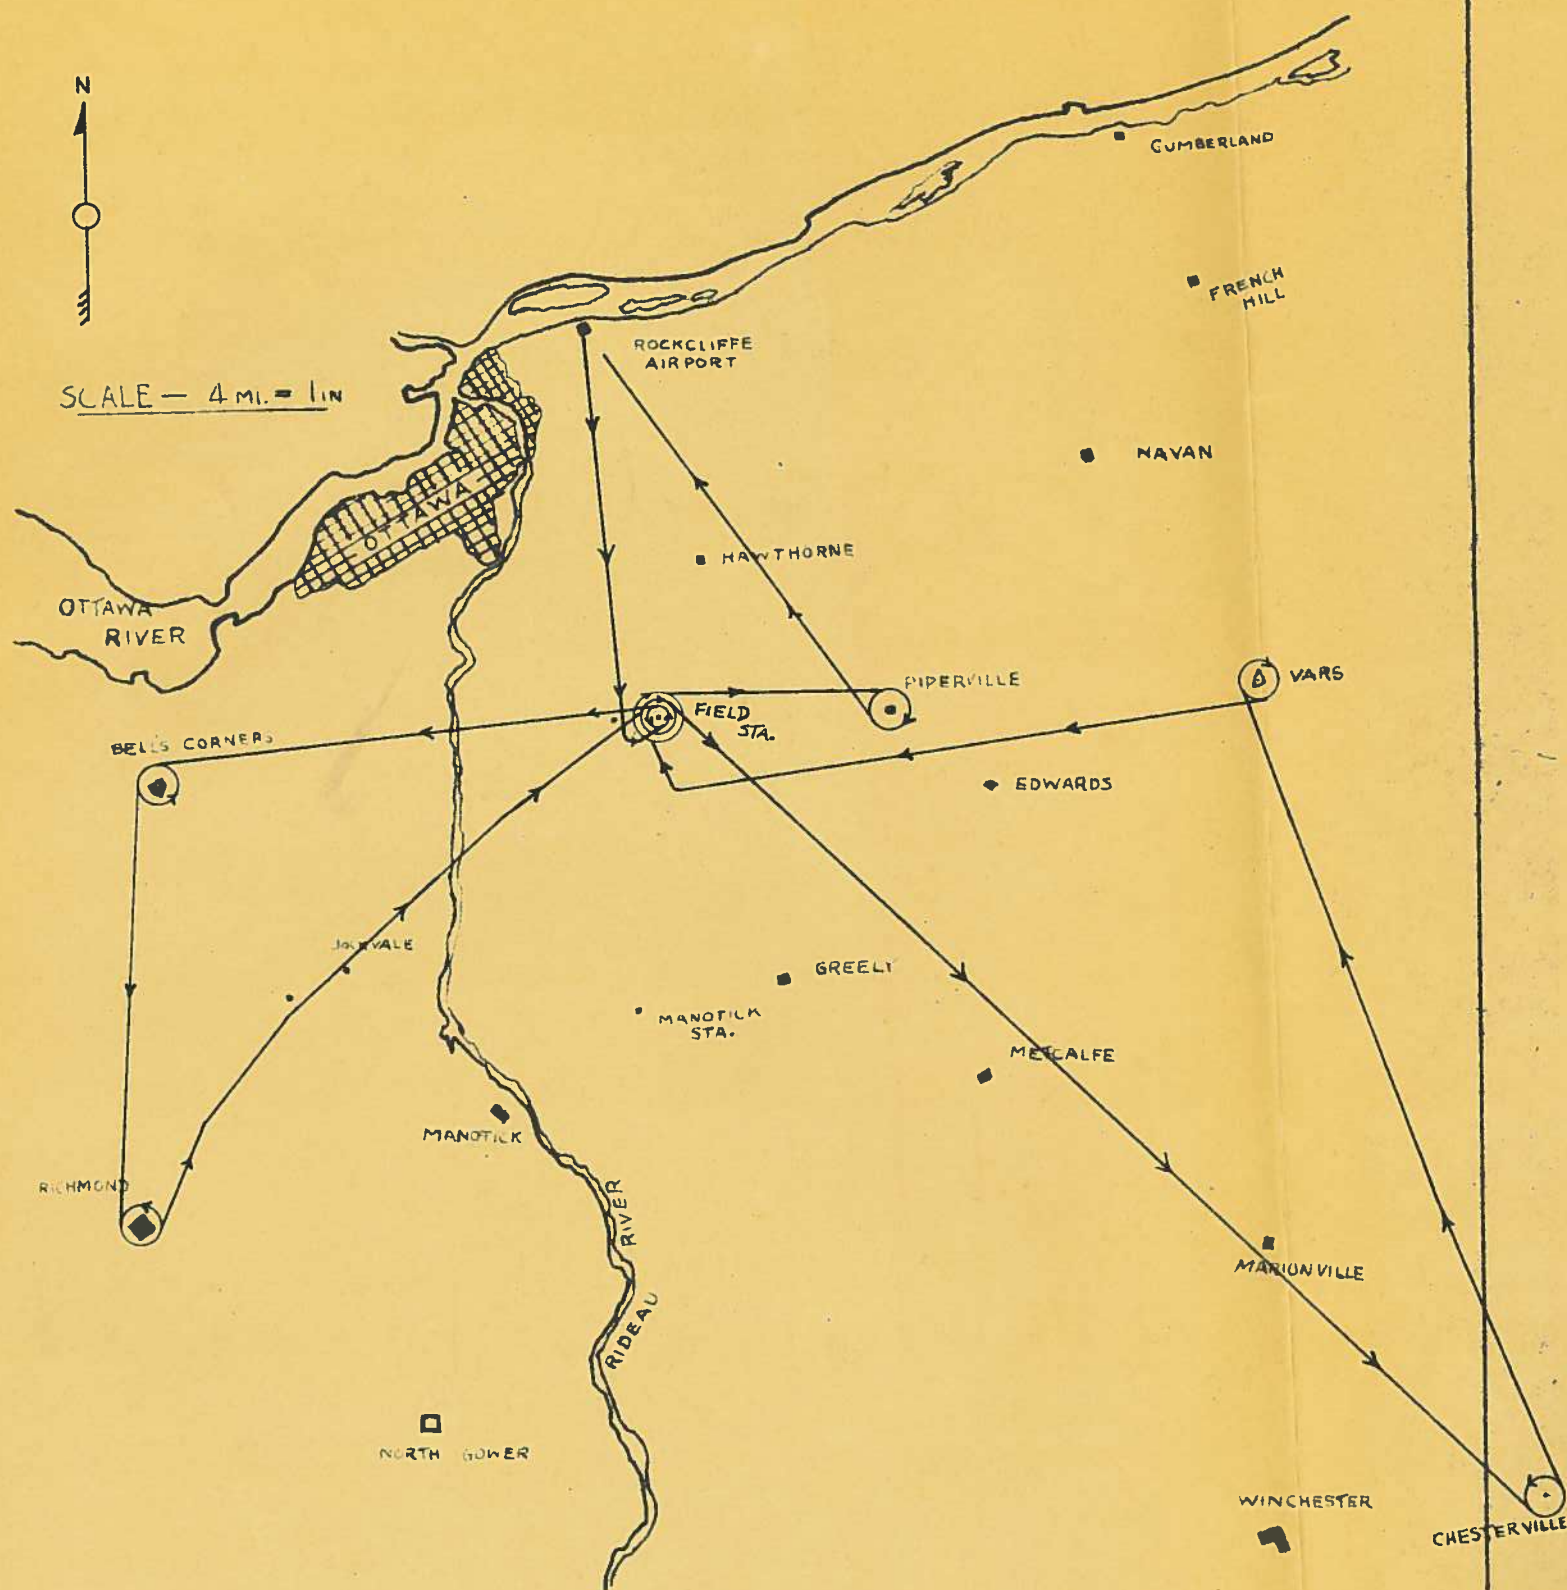 N
CUMBERLAND
FRENCH
HILL
ROCKCLIFFE
AIRPORT
SCALE — 4 MI. = 1 IN
NAVAN
OTTAWA
HAWTHORNE
OTTAWA
RIVER
PIPERVILLE
VARS
FIELD
STA.
BELLS CORNERS
EDWARDS
JOCKVALE
GREELY
MANOTICK
STA.
METCALFE
MANOTICK
RICHMOND
RIDEAU RIVER
MARIONVILLE
NORTH GOWER
WINCHESTER
CHESTERVILLE